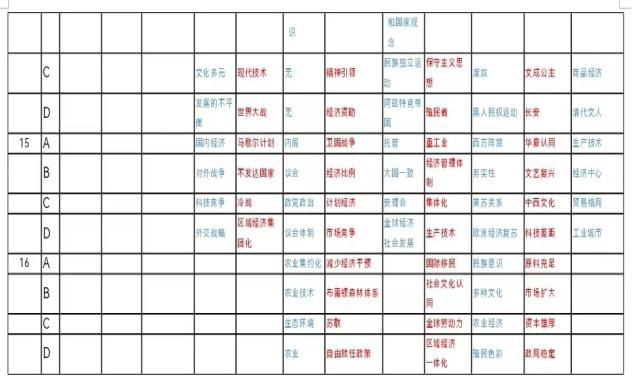 识 和国家观
念
C 文化多元 现代技术 无 精神引领 民族独立运 保守主义思 废奴 文成公主 商品经济
动 想
D 发展的不平 世界大战 无 经济资助 阿兹特克帝 殖民者 黑人民权运动 长安 清代文人
衡 国
15 A 国内经济 马歇尔计划 内阁 卫国战争 托管 重工业 西方阵营 华夏认同 生产技术
B 对外战争 不发达国家 议会 经济比例 大国一致 经济管理体 务实性 文艺复兴 经济中心
制
C 科技竞争 冷战 政党政治 计划经济 安理会 集体化 美苏关系 中西文化 贸易格局
D 外交战略 区域经济集 议会体制 市场竞争 全球经济 生产技术 欧洲经济复苏 科技差距 工业城市
团化 社会发展
16 A 农业集约化 减少经济干预 国际移民 民族意识 原料充足
B 农业技术 布雷顿森林体系 社会文化认 多种文化 市场扩大
同
C 生态环境 苏联 全球劳动力 农业经济 资本雄厚
D 农业 自由放任政策 区域经济 殖民色彩 政局稳定
一体化